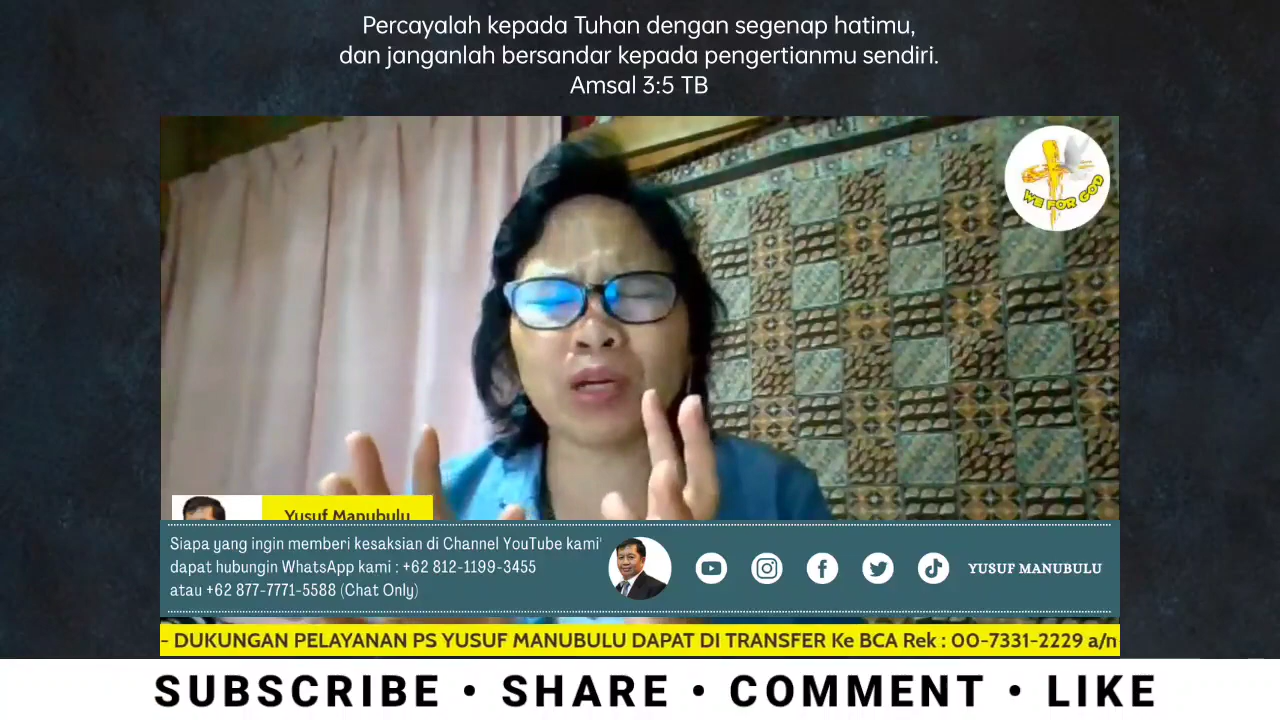 Percayalah kepada Tuhan dengan segenap hatimu,
dan janganlah bersandar kepada pengertianmu sendiri.
Amsal 3:5 TB
WE FOR GOD
Yusuf Manubulu
Siapa yang ingin memberi kesaksian di Channel YouTube kami'
dapat hubungin WhatsApp kami : +62 812-1199-3455
atau +62 877-7771-5588 (Chat Only)
YUSUF MANUBULU
- DUKUNGAN PELAYANAN PS YUSUF MANUBULU DAPAT DI TRANSFER Ke BCA Rek : 00-7331-2229 a/n
SUBSCRIBE • SHARE • COMMENT • LIKE